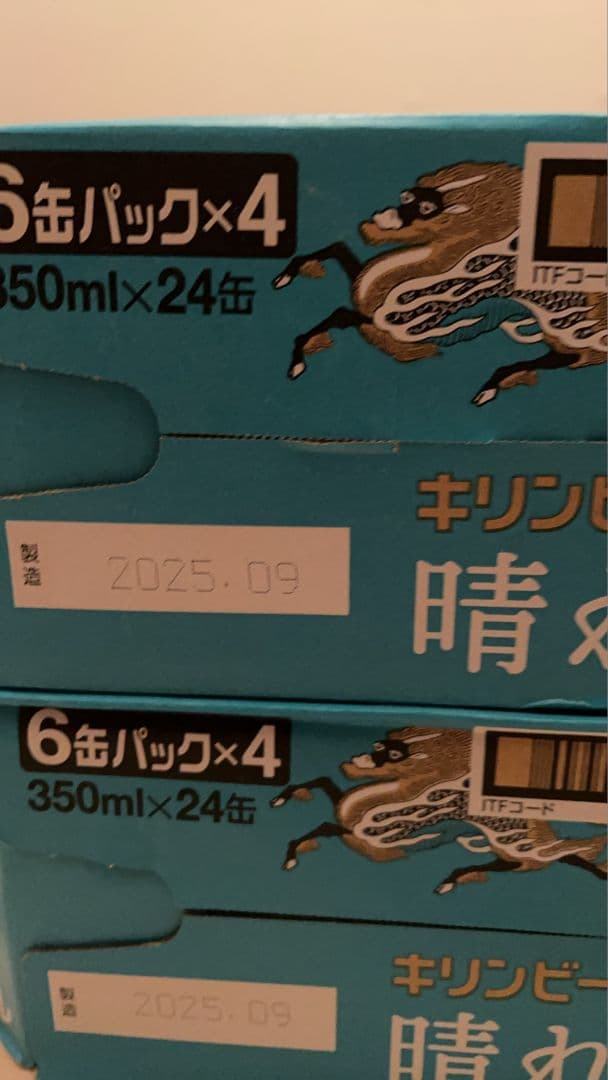 6缶パック×4
350ml×24缶
ITFコー
キリンビ
製造 2025.09
晴れ
6缶パック×4
350ml×24缶
ITFコード
キリンビー
製造 2025.09
晴れ